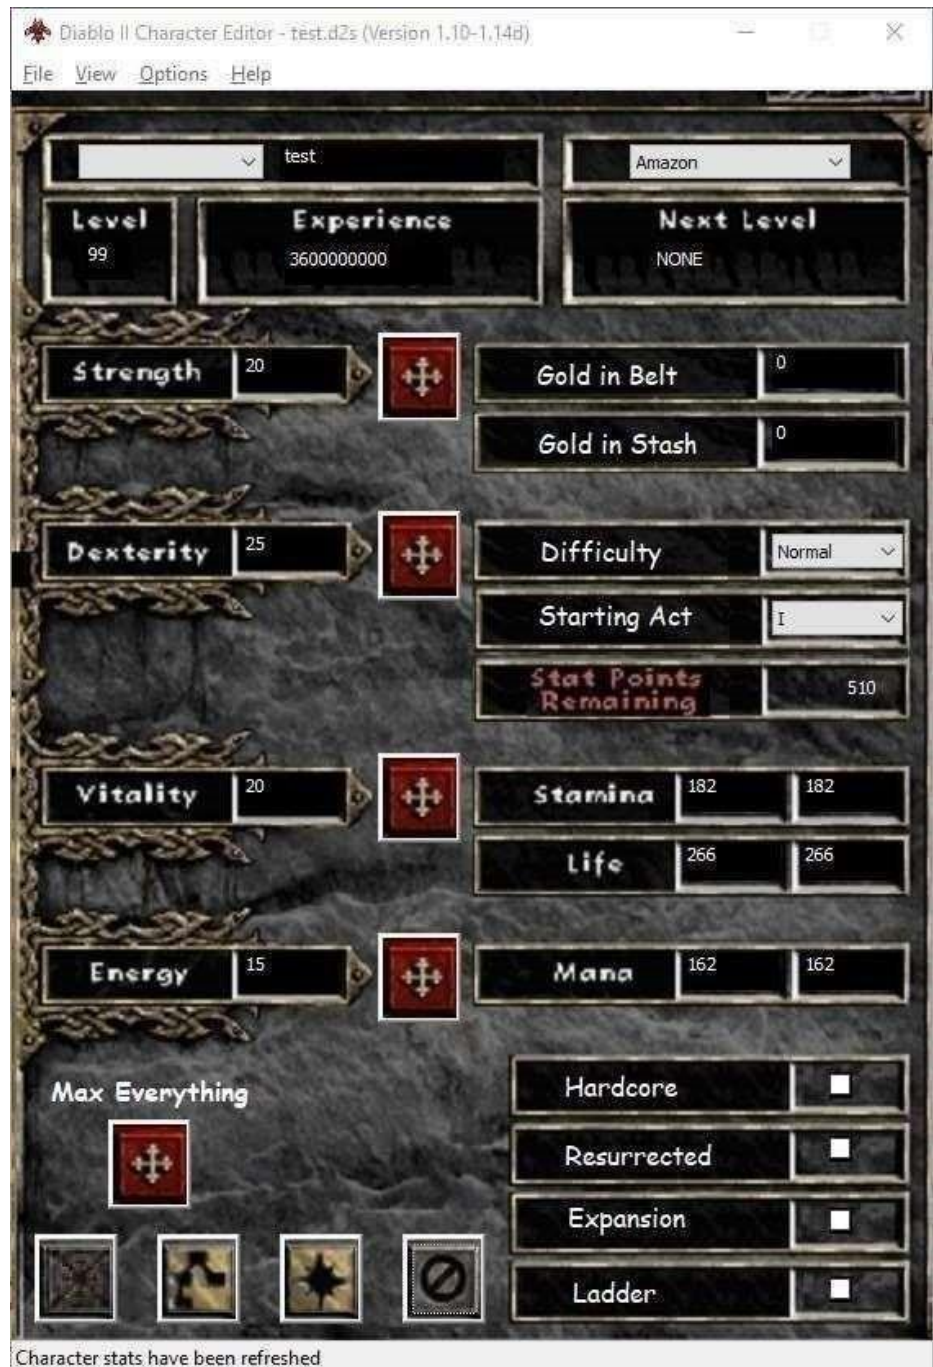 Diablo II Character Editor - test.d2s (Version 1.10-1.14d)
File View Options Help
test
Amazon
Level
99
Experience
3600000000
Next Level
NONE
Strength 20
Gold in Belt 0
Gold in Stash 0
Dexterity 25
Difficulty Normal
Starting Act I
Stat Points
Remaining
510
Vitality 20
Stamina 182 182
Life 266 266
Energy 15
Mana 162 162
Max Everything
Hardcore
Resurrected
Expansion
Ladder
Character stats have been refreshed